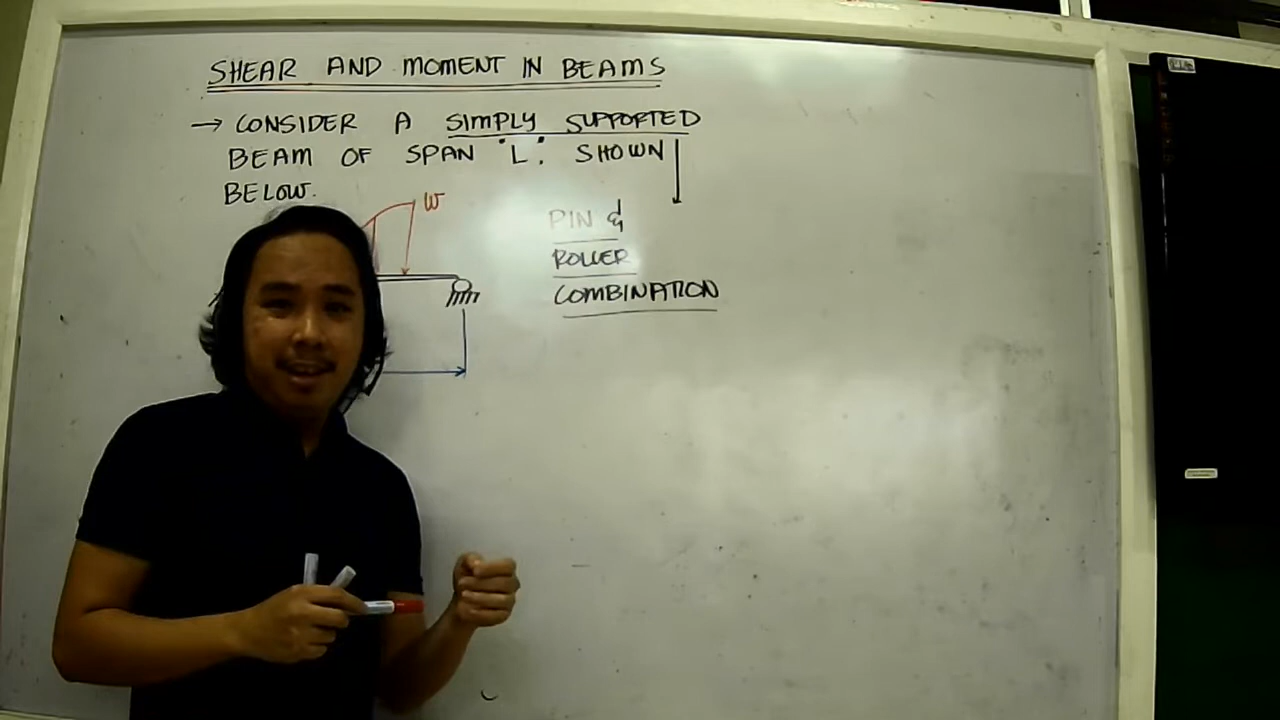 SHEAR AND MOMENT IN BEAMS
→ CONSIDER A SIMPLY SUPPORTED
BEAM OF SPAN "L". SHOWN
BELOW.
W
PIN &
ROLLER
COMBINATION